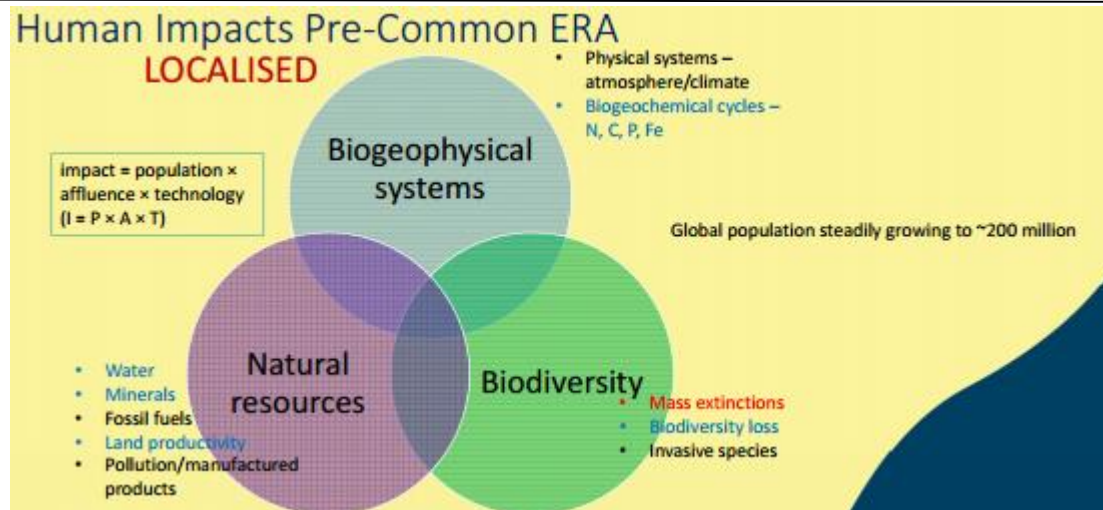 Human Impacts Pre-Common ERA
LOCALISED
• Physical systems –
atmosphere/climate
• Biogeochemical cycles –
N, C, P, Fe
Biogeophysical
systems
impact = population ×
affluence × technology
(I = P × A × T)
Global population steadily growing to ~200 million
Natural
resources
• Water
• Minerals
• Fossil fuels
• Land productivity
• Pollution/manufactured
products
Biodiversity
• Mass extinctions
• Biodiversity loss
• Invasive species